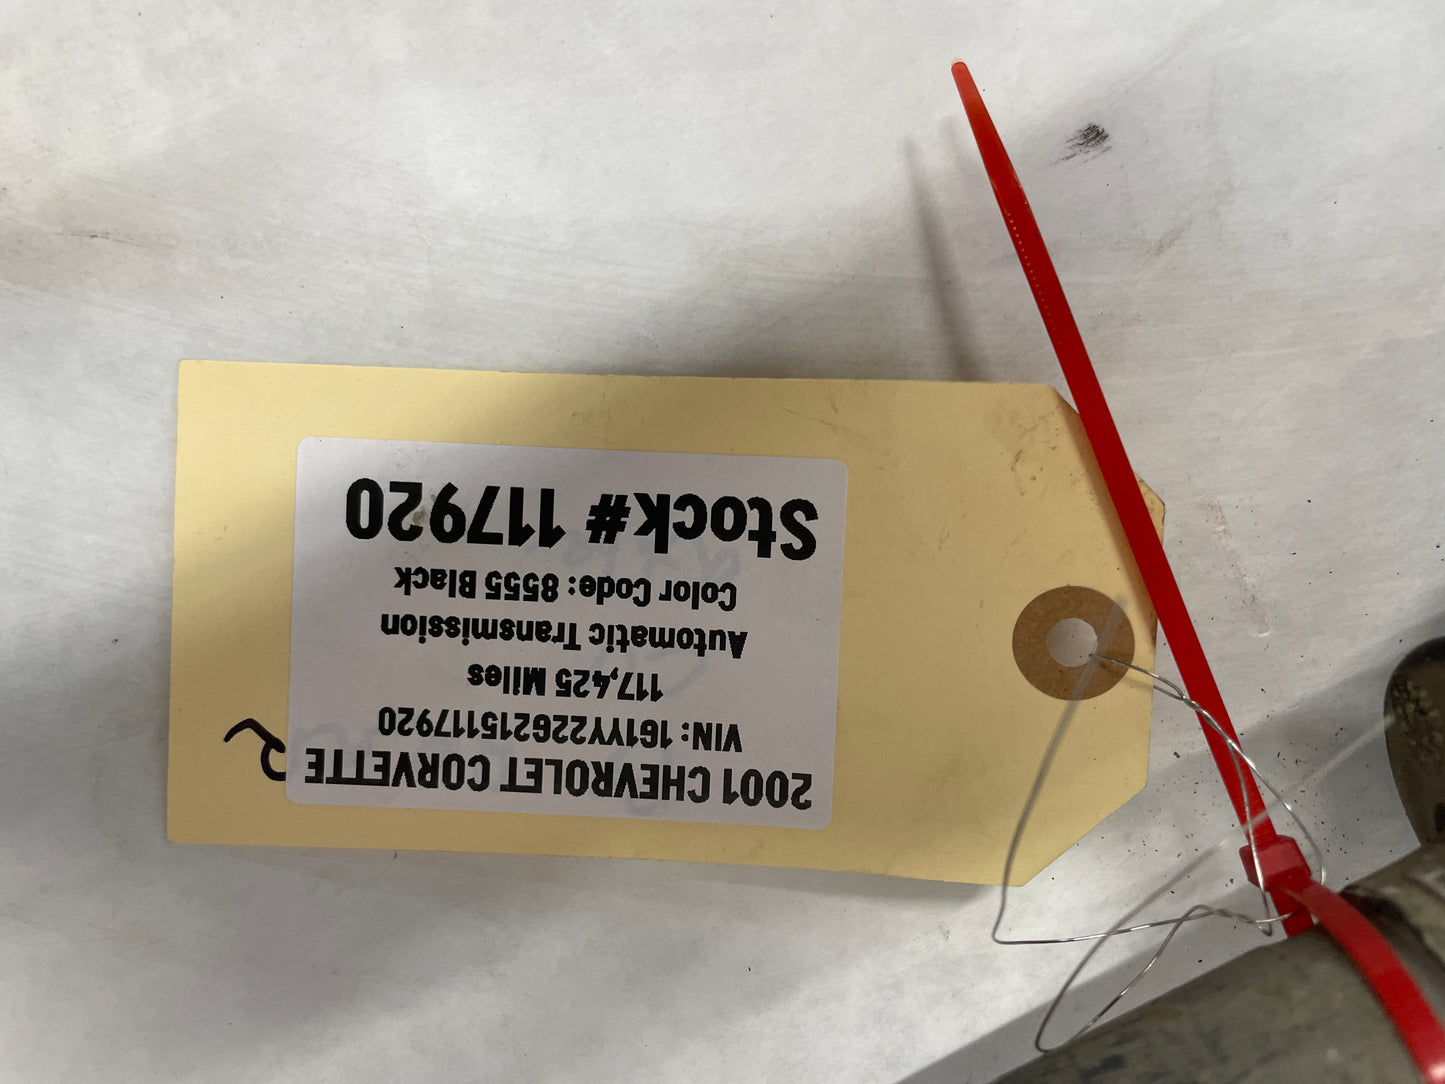 2001 CHEVROLET CORVETTE
VIN: 1G1YY22G215117920
117,425 Miles
Automatic Transmission
Color Code: 8555 Black
Stock# 117920